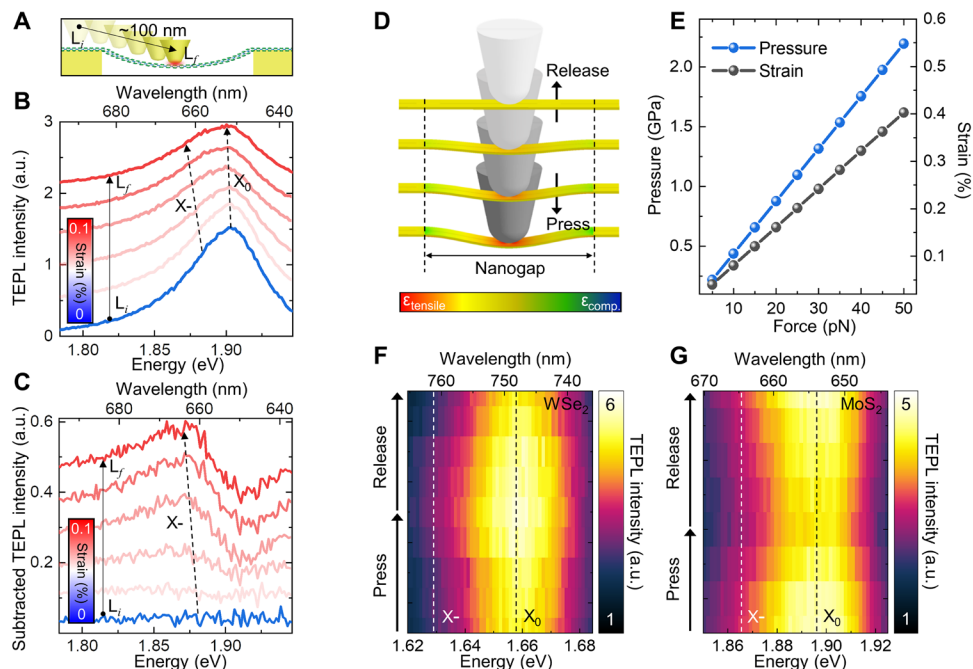 A
L_i
~100 nm
L_f
B
Wavelength (nm)
680
660
640
TEPL intensity (a.u.)
3
2
1
0
L_f
X-
X₀
0.1
Strain (%)
0
L_i
1.80
1.85
1.90
Energy (eV)
C
Wavelength (nm)
680
660
640
Subtracted TEPL intensity (a.u.)
0.6
0.4
0.2
L_f
X-
0.1
Strain (%)
0
L_i
1.80
1.85
1.90
Energy (eV)
D
Release
Press
Nanogap
ε_tensile
ε_comp.
E
Pressure
Strain
Pressure (GPa)
2.0
1.5
1.0
0.5
Strain (%)
0.6
0.5
0.4
0.3
0.2
0.1
10
20
30
40
50
Force (pN)
F
Wavelength (nm)
760
750
740
WSe₂
6
1
TEPL intensity (a.u.)
Release
Press
X-
X₀
1.62
1.64
1.66
1.68
Energy (eV)
G
Wavelength (nm)
670
660
650
MoS₂
5
1
TEPL intensity (a.u.)
Release
Press
X-
X₀
1.86
1.88
1.90
1.92
Energy (eV)